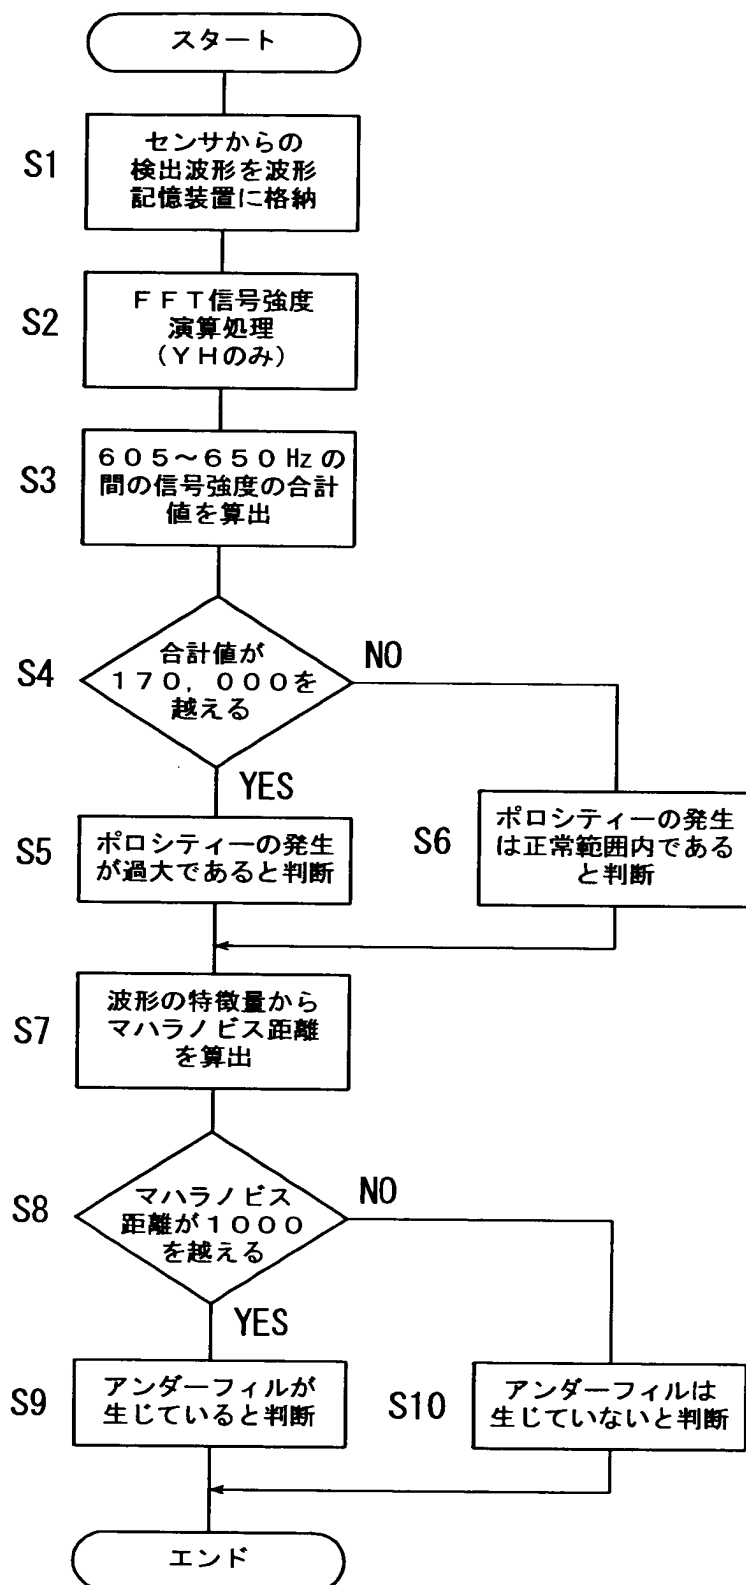 スタート
S1
センサからの
検出波形を波形
記憶装置に格納
S2
ＦＦＴ信号強度
演算処理
（ＹＨのみ）
S3
６０５～６５０Hzの
間の信号強度の合計
値を算出
S4
合計値が
１７０，０００を
越える
NO
YES
S5
ポロシティーの発生
が過大であると判断
S6
ポロシティーの発生
は正常範囲内である
と判断
S7
波形の特徴量から
マハラノビス距離
を算出
S8
マハラノビス
距離が１０００
を越える
NO
YES
S9
アンダーフィルが
生じていると判断
S10
アンダーフィルは
生じていないと判断
エンド